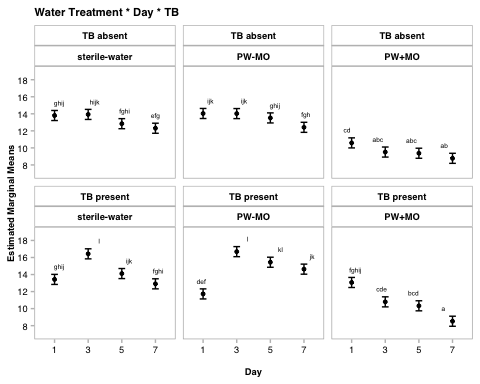 Water Treatment * Day * TB
TB absent TB absent TB absent
sterile-water PW-MO PW+MO
18
16
14
12
10
8
ghij hijk fghi efg
ijk ijk ghij fgh
cd abc abc ab
TB present TB present TB present
sterile-water PW-MO PW+MO
18
16
14
12
10
8
ghij l ijk fghi
def l kl jk
fghij cde bcd a
1 3 5 7 1 3 5 7 1 3 5 7
Estimated Marginal Means
Day